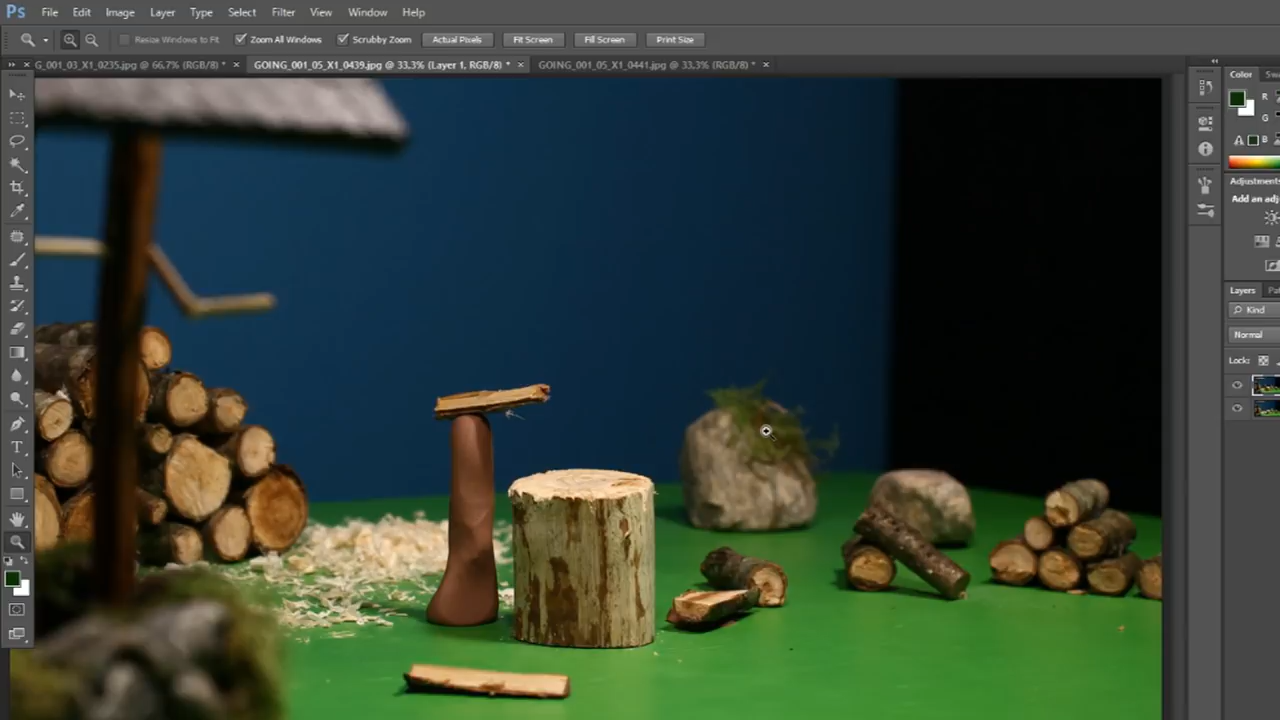 Ps File Edit Image Layer Type Select Filter View Window Help
Resize Windows to Fit Zoom All Windows Scrubby Zoom Actual Pixels Fit Screen Fill Screen Print Size
G_001_03_X1_0235.jpg @ 66,7% (RGB/8) * GOING_001_05_X1_0439.jpg @ 33,3% (Layer 1, RGB/8) * GOING_001_05_X1_0441.jpg @ 33,3% (RGB/8) *
Color
R
G
B
Adjustments
Add an adj
Layers
Kind
Normal
Lock:
T